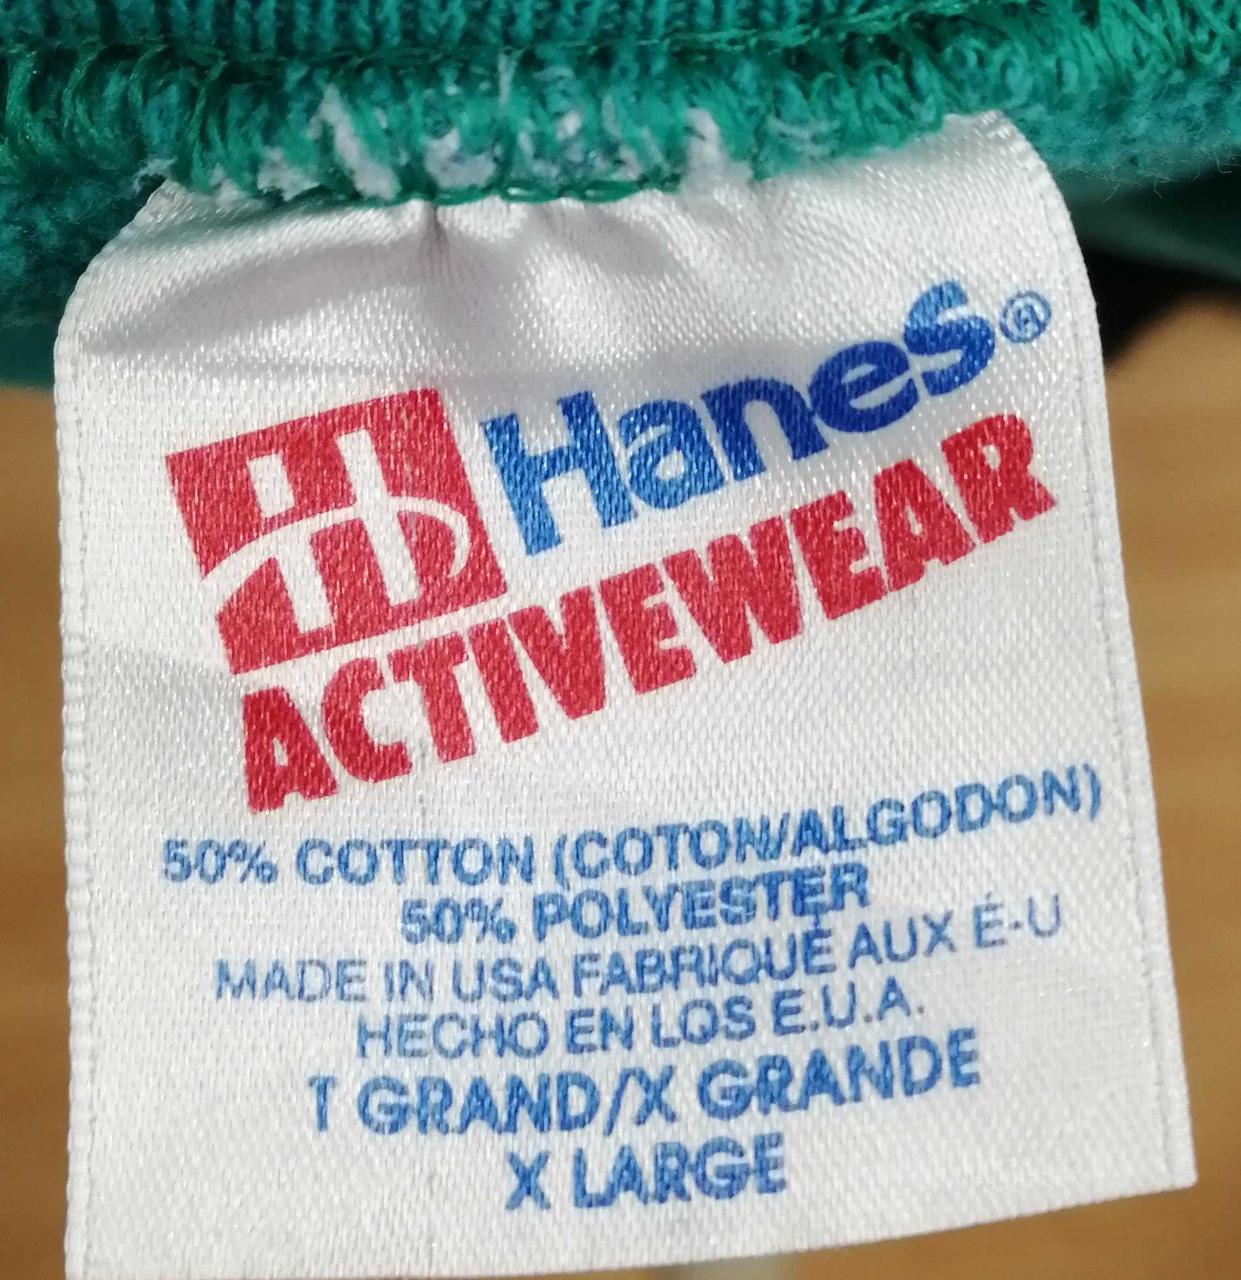 Hanes®
ACTIVEWEAR
50% COTTON (COTON/ALGODON)
50% POLYESTER
MADE IN USA FABRIQUÉ AUX É-U
HECHO EN LOS E.U.A.
T GRAND/X GRANDE
X LARGE